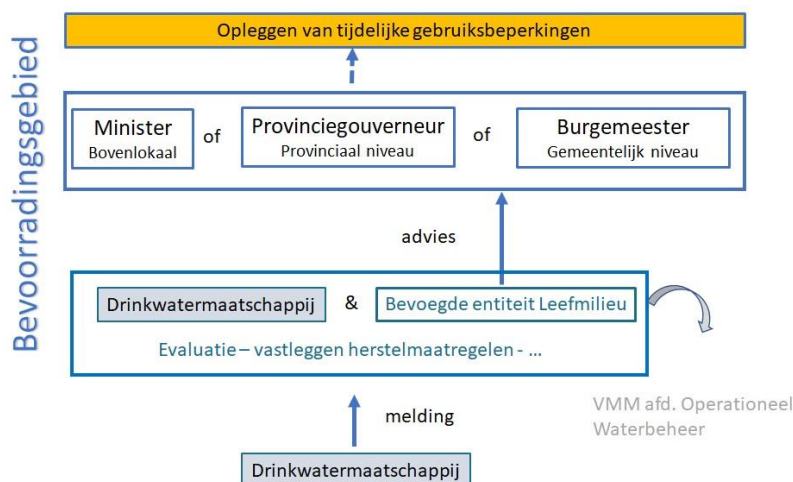 Opleggen van tijdelijke gebruiksbeperkingen
Bevoorradingsgebied
Minister
Bovenlokaal
of
Provinciegouverneur
Provinciaal niveau
of
Burgemeester
Gemeentelijk niveau
advies
Drinkwatermaatschappij
&
Bevoegde entiteit Leefmilieu
Evaluatie – vastleggen herstelmaatregelen - ...
melding
VMM afd. Operationeel
Waterbeheer
Drinkwatermaatschappij